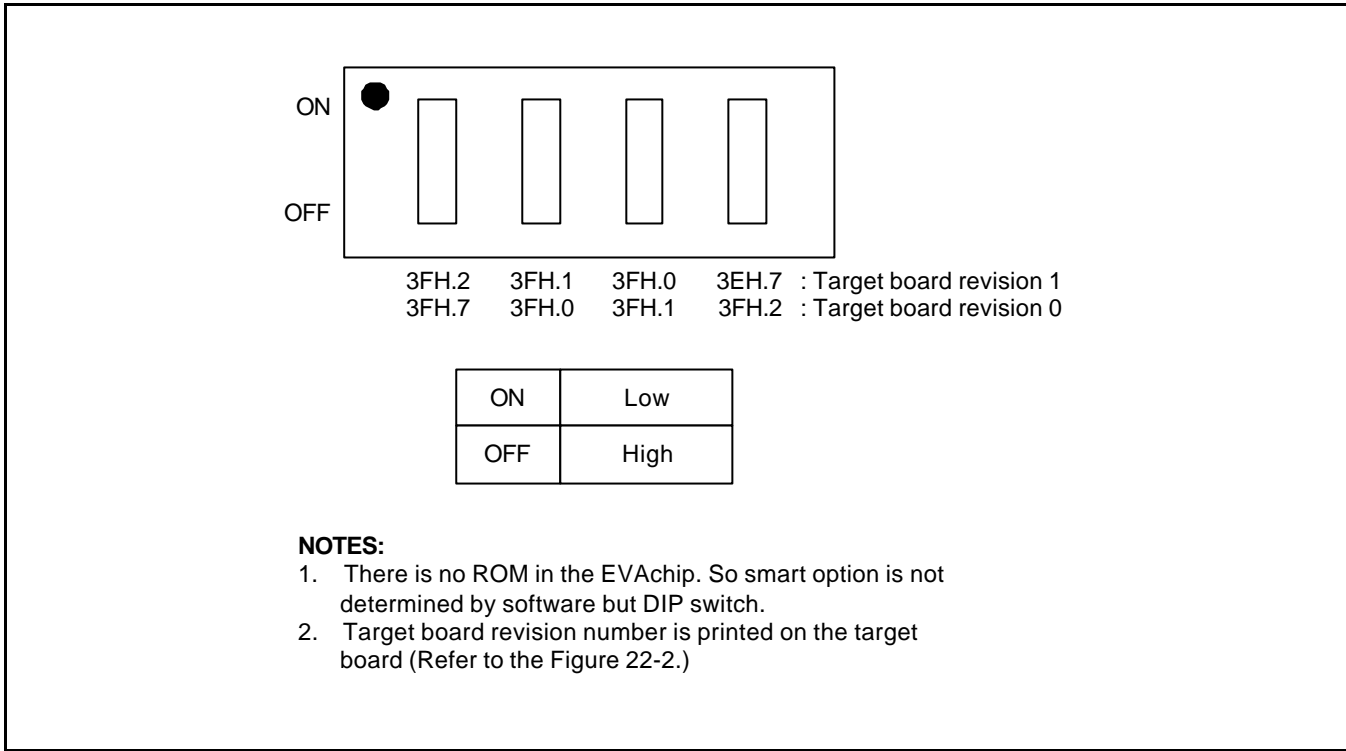 ON
OFF
3FH.2 3FH.1 3FH.0 3EH.7 : Target board revision 1
3FH.7 3FH.0 3FH.1 3FH.2 : Target board revision 0
ON Low
OFF High
NOTES:
1. There is no ROM in the EVAchip. So smart option is not
determined by software but DIP switch.
2. Target board revision number is printed on the target
board (Refer to the Figure 22-2.)